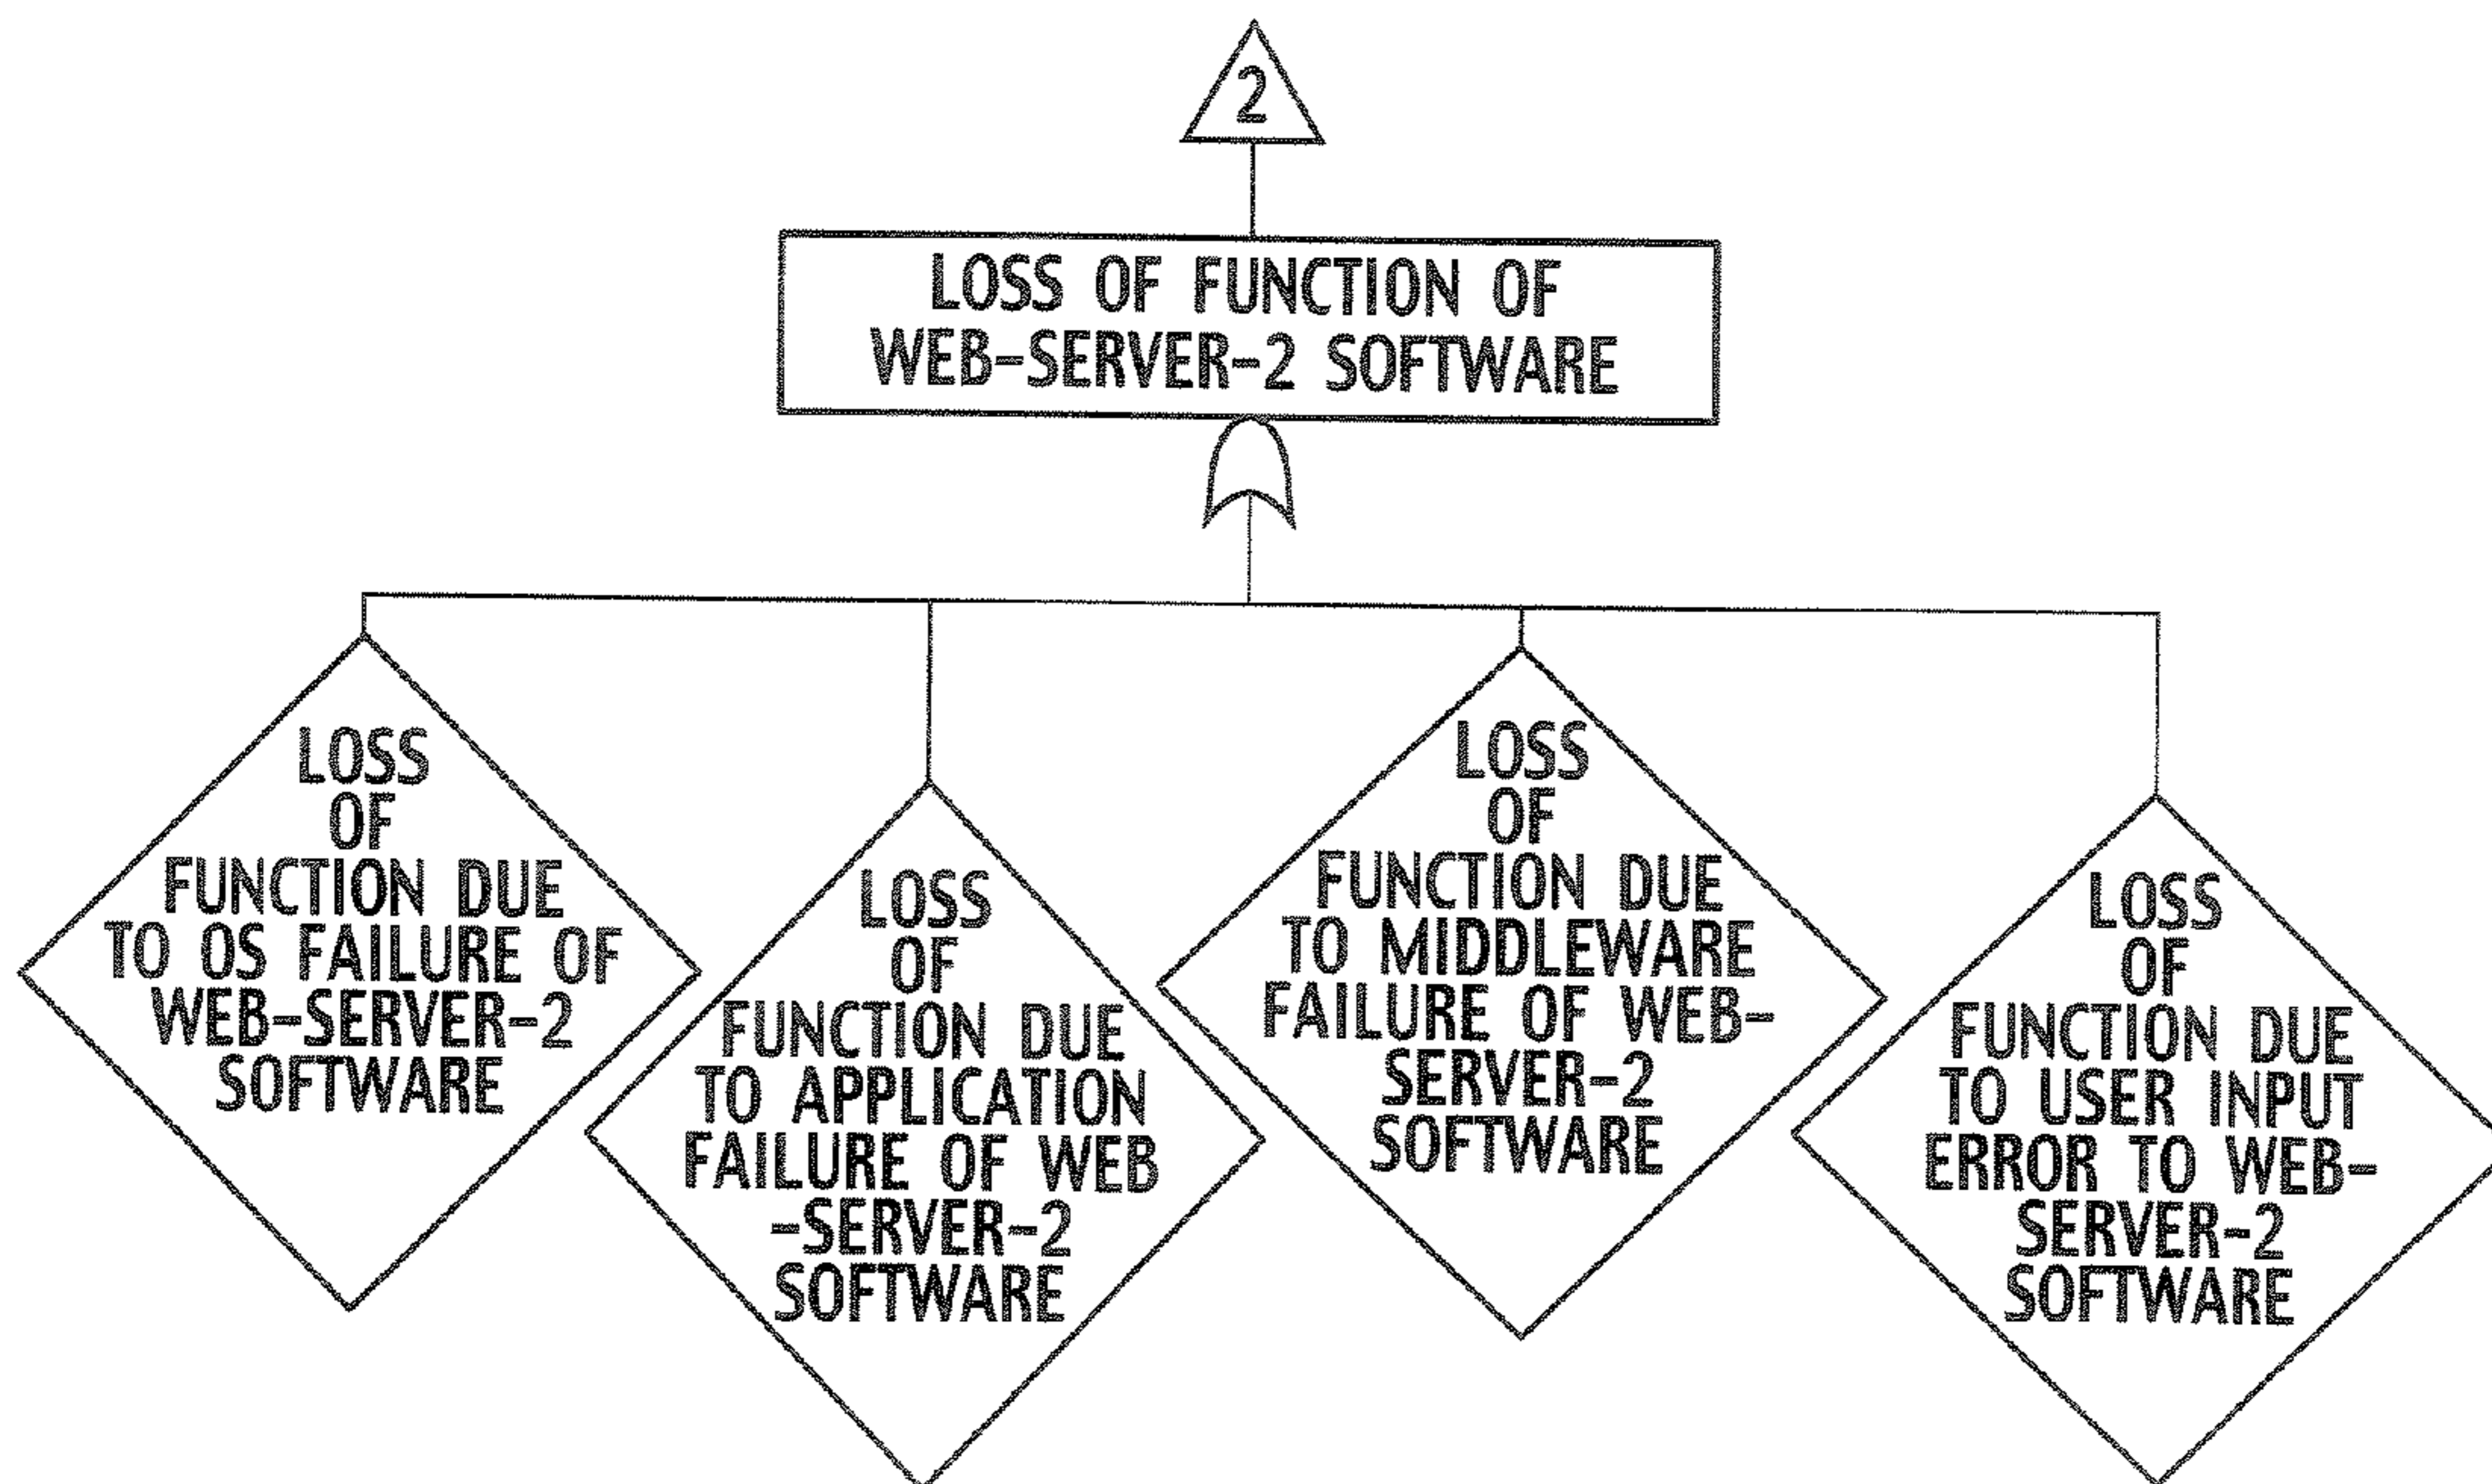 2
LOSS OF FUNCTION OF
WEB-SERVER-2 SOFTWARE
LOSS
OF
FUNCTION DUE
TO OS FAILURE OF
WEB-SERVER-2
SOFTWARE
LOSS
OF
FUNCTION DUE
TO APPLICATION
FAILURE OF WEB
-SERVER-2
SOFTWARE
LOSS
OF
FUNCTION DUE
TO MIDDLEWARE
FAILURE OF WEB-
SERVER-2
SOFTWARE
LOSS
OF
FUNCTION DUE
TO USER INPUT
ERROR TO WEB-
SERVER-2
SOFTWARE